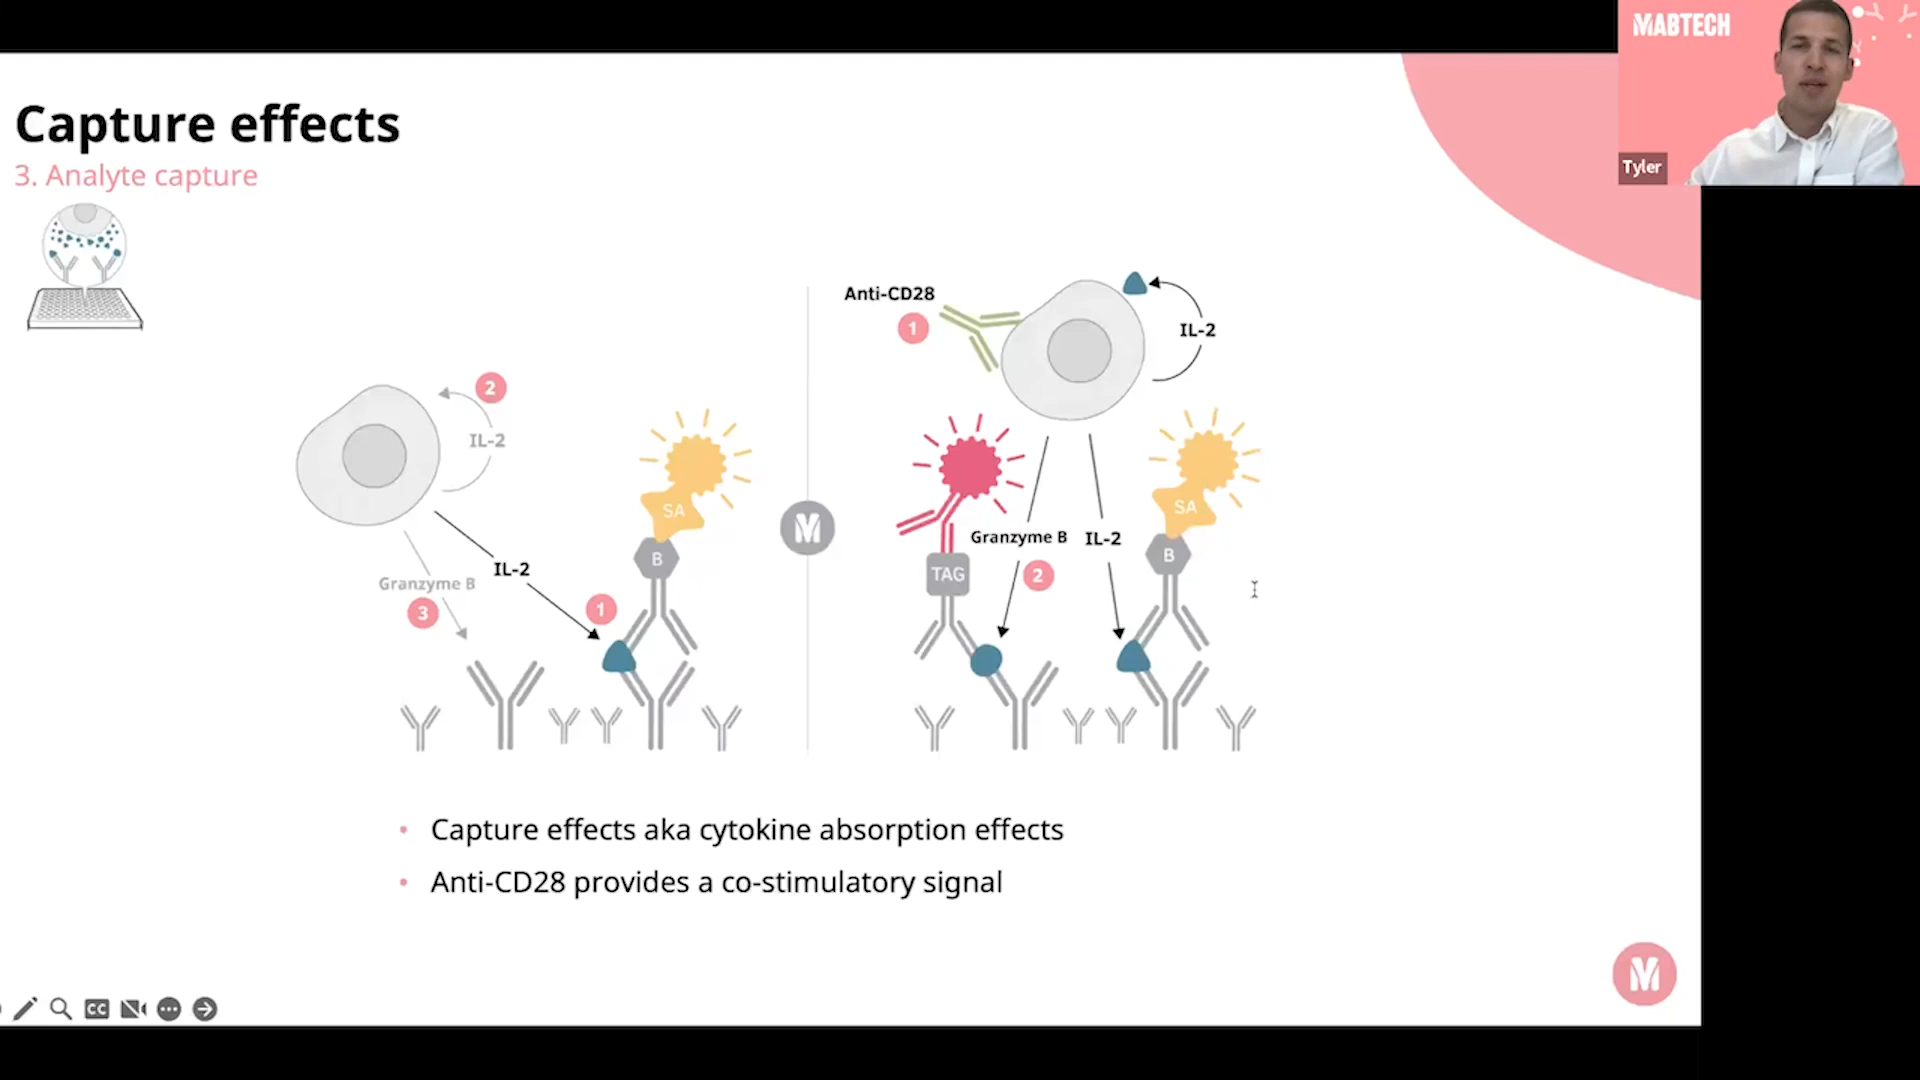 MABTECH
Tyler
Capture effects
3. Analyte capture
2
IL-2
SA
B
IL-2
Granzyme B
3
1
M
Anti-CD28
1
IL-2
SA
Granzyme B
IL-2
B
TAG
2
• Capture effects aka cytokine absorption effects
• Anti-CD28 provides a co-stimulatory signal
M
CC